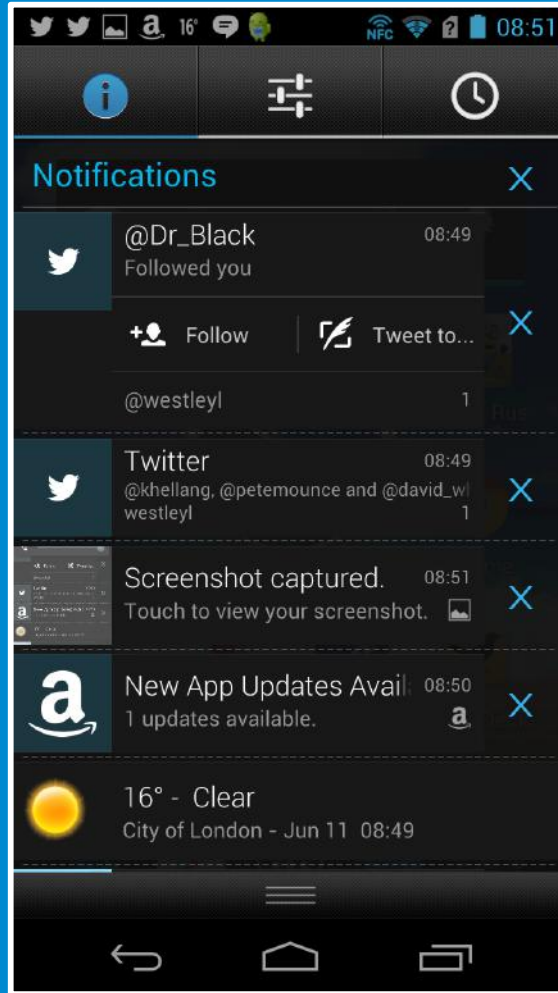 16° NFC 08:51
Notifications X
@Dr_Black 08:49
Followed you
Follow Tweet to... X
@westleyl 1
Twitter 08:49
@khellang, @petemounce and @david_wl X
westleyl 1
Screenshot captured. 08:51
Touch to view your screenshot. X
New App Updates Avail 08:50
1 updates available. a X
16° - Clear
City of London - Jun 11 08:49